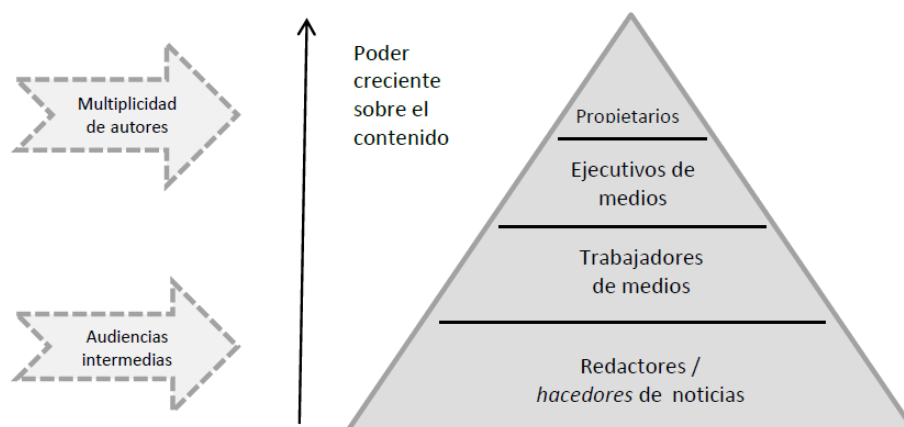 Multiplicidad
de autores
Audiencias
intermedias
Poder
creciente
sobre el
contenido
Propietarios
Ejecutivos de
medios
Trabajadores
de medios
Redactores /
hacedores de noticias